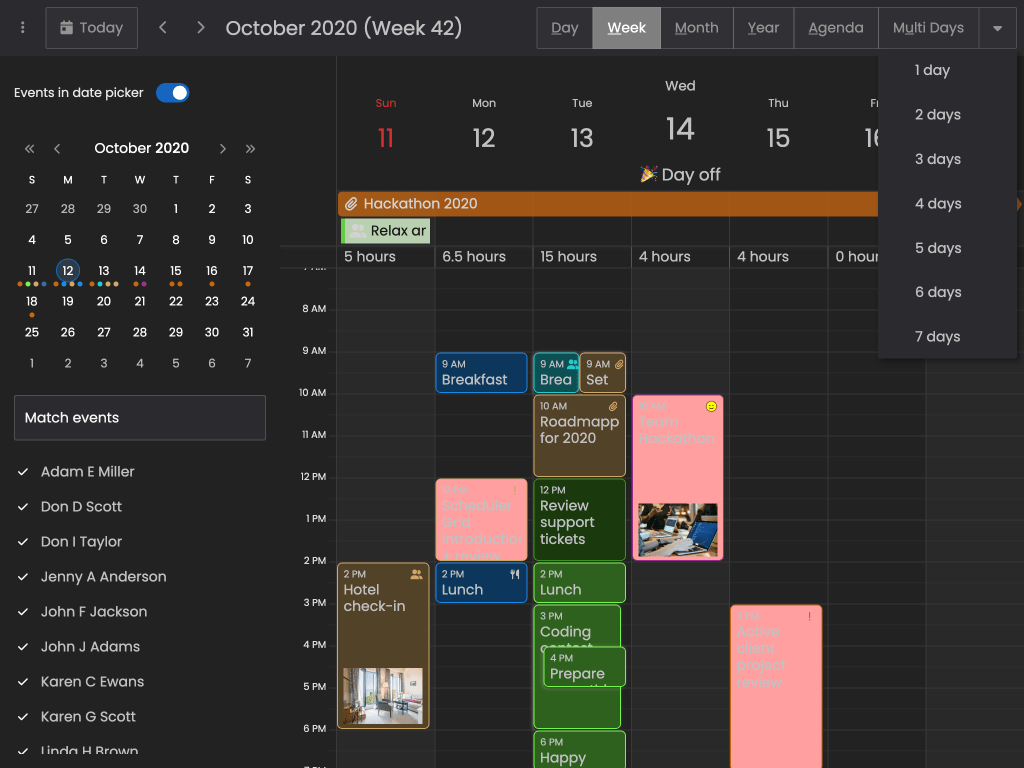 Today
October 2020 (Week 42)
Day
Week
Month
Year
Agenda
Multi Days
1 day
2 days
3 days
4 days
5 days
6 days
7 days
Events in date picker
October 2020
S M T W T F S
27 28 29 30 1 2 3
4 5 6 7 8 9 10
11 12 13 14 15 16 17
18 19 20 21 22 23 24
25 26 27 28 29 30 31
1 2 3 4 5 6 7
Match events
Adam E Miller
Don D Scott
Don I Taylor
Jenny A Anderson
John F Jackson
John J Adams
Karen C Ewans
Karen G Scott
Linda H Brown
Sun Mon Tue Wed Thu
11 12 13 14 15
🎉 Day off
Hackathon 2020
Relax ar
5 hours 6.5 hours 15 hours 4 hours 4 hours 0 hour
8 AM
9 AM
10 AM
11 AM
12 PM
1 PM
2 PM
3 PM
4 PM
5 PM
6 PM
2 PM
Hotel
check-in
9 AM
Breakfast
Scheduler
Grid
introduction
2 PM
Lunch
9 AM
Brea
9 AM
Set
10 AM
Roadmapp
for 2020
12 PM
Review
support
tickets
2 PM
Lunch
3 PM
Coding
4 PM
Prepare
6 PM
Happy
Team
Hackathon
Active
client
project
review